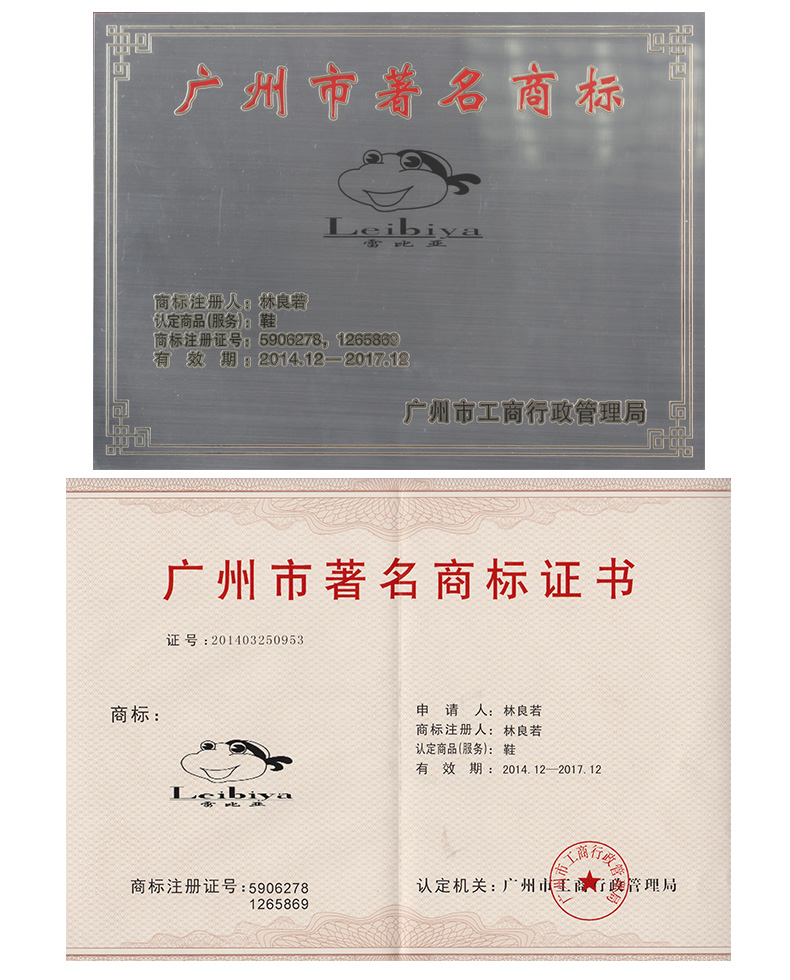 广州市著名商标
Leibiya
雷比亚
商标注册人：林良若
认定商品(服务)：鞋
商标注册证号：5906278，1265869
有效期：2014.12—2017.12
广州市工商行政管理局
广州市著名商标证书
证号:201403250953
商标：
Leibiya
雷比亚
商标注册证号:5906278
1265869
申请人：林良若
商标注册人：林良若
认定商品(服务)：鞋
有效期：2014.12—2017.12
认定机关：广州市工商行政管理局
广州市工商行政管理局